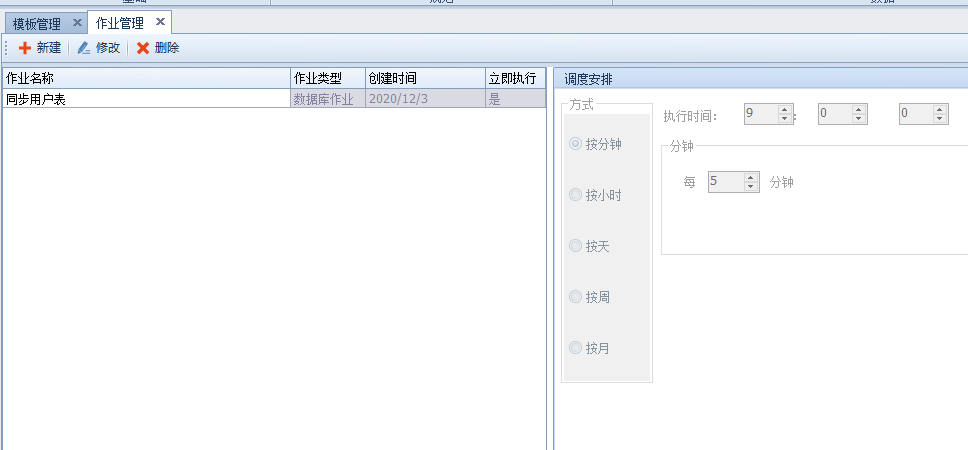 模板管理 作业管理
新建 修改 删除
作业名称 作业类型 创建时间 立即执行
同步用户表 数据库作业 2020/12/3 是
调度安排
方式
执行时间: 9 : 0 0
按分钟
分钟
每 5 分钟
按小时
按天
按周
按月